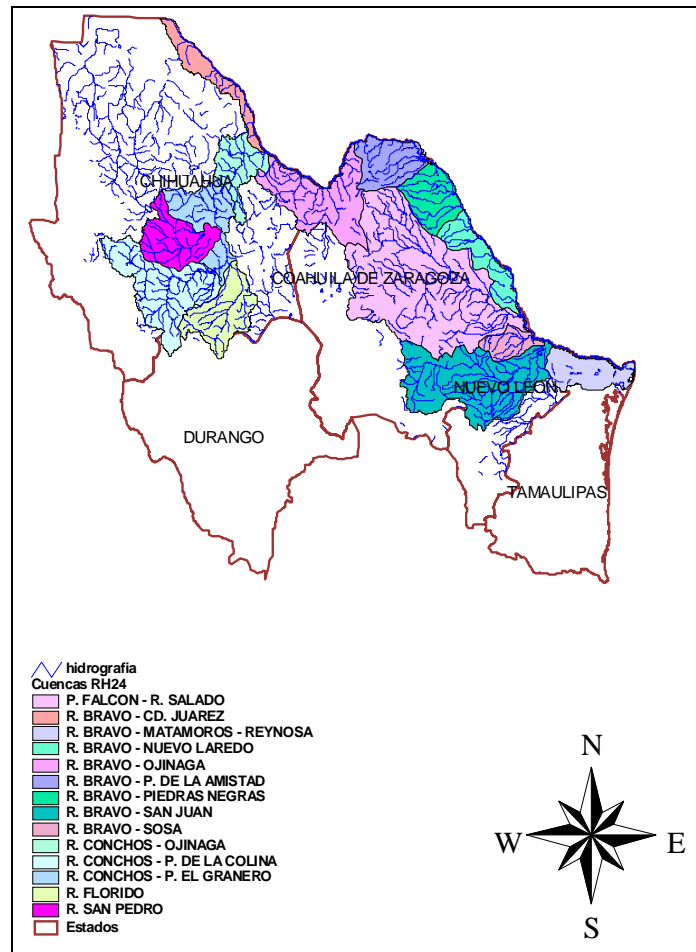 CHIHUAHUA
COAHUILA DE ZARAGOZA
NUEVO LEON
DURANGO
TAMAULIPAS
hidrografia
Cuencas RH24
P. FALCON - R. SALADO
R. BRAVO - CD. JUAREZ
R. BRAVO - MATAMOROS - REYNOSA
R. BRAVO - NUEVO LAREDO
R. BRAVO - OJINAGA
R. BRAVO - P. DE LA AMISTAD
R. BRAVO - PIEDRAS NEGRAS
R. BRAVO - SAN JUAN
R. BRAVO - SOSA
R. CONCHOS - OJINAGA
R. CONCHOS - P. DE LA COLINA
R. CONCHOS - P. EL GRANERO
R. FLORIDO
R. SAN PEDRO
Estados
N
W E
S